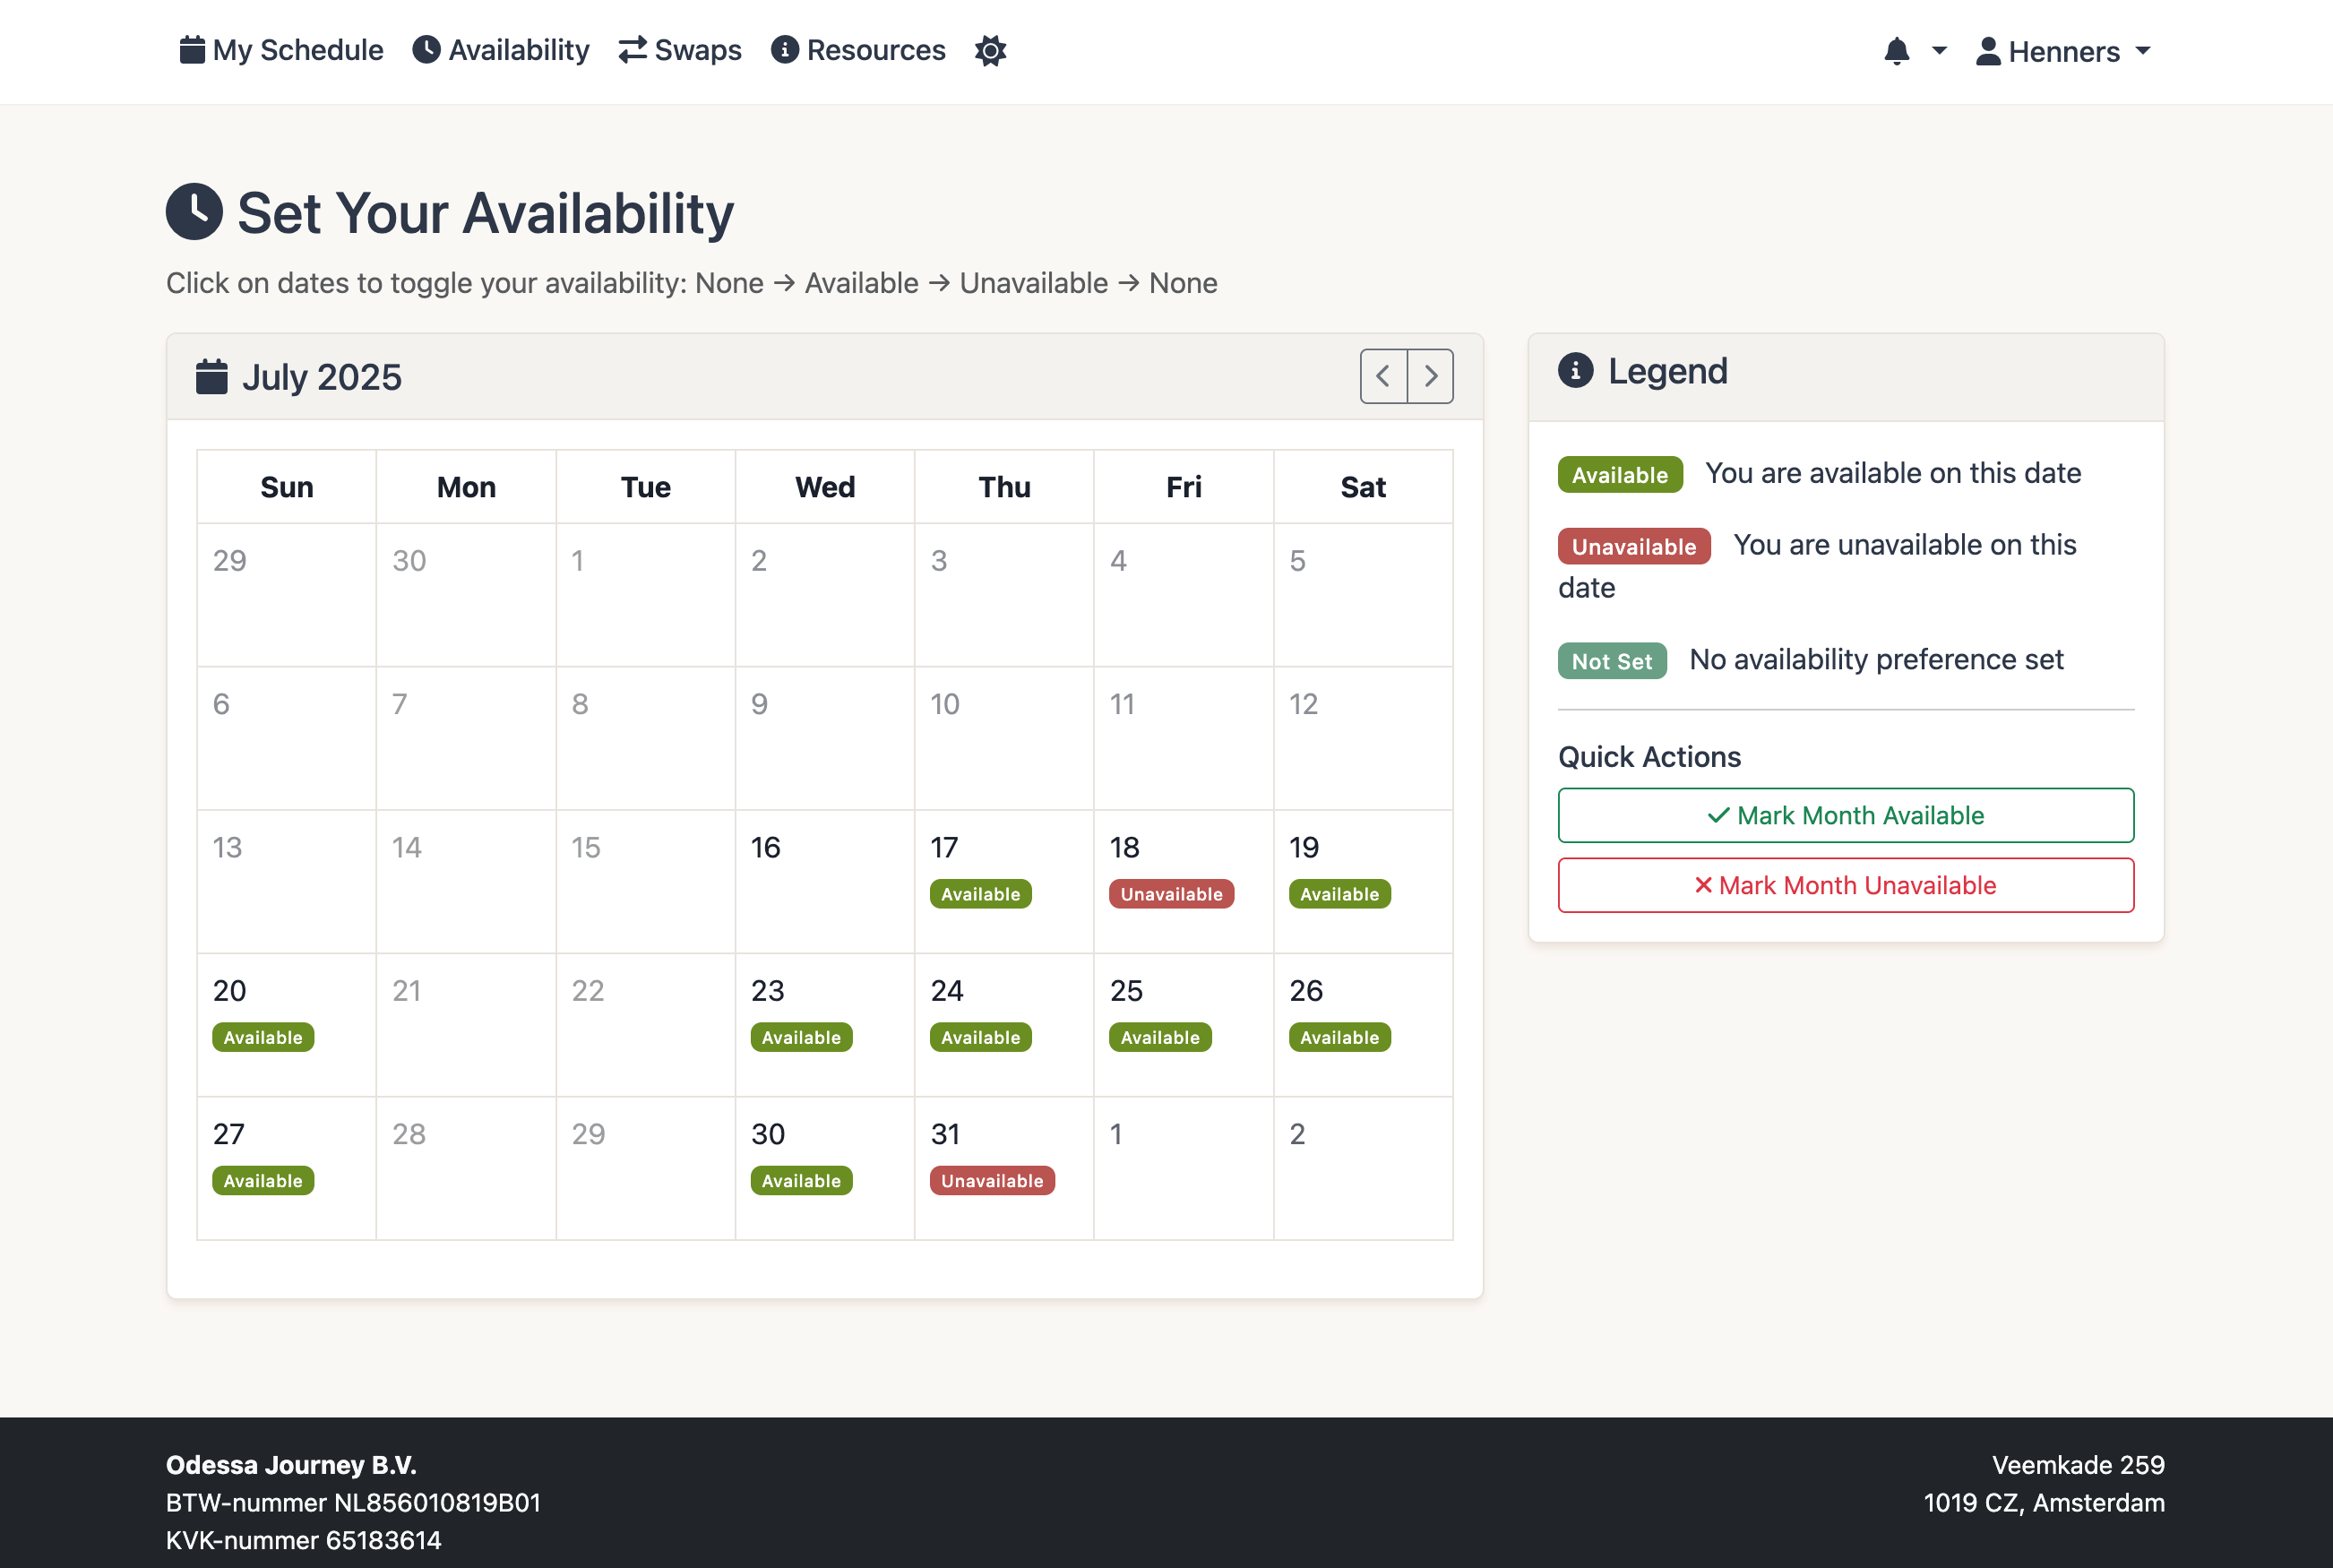 My Schedule Availability Swaps Resources Henners
Set Your Availability
Click on dates to toggle your availability: None → Available → Unavailable → None
July 2025
Sun Mon Tue Wed Thu Fri Sat
29 30 1 2 3 4 5
6 7 8 9 10 11 12
13 14 15 16 17 18 19
Available Unavailable Available
20 21 22 23 24 25 26
Available Available Available Available Available
27 28 29 30 31 1 2
Available Available Unavailable
Legend
Available You are available on this date
Unavailable You are unavailable on this
date
Not Set No availability preference set
Quick Actions
Mark Month Available
Mark Month Unavailable
Odessa Journey B.V.
BTW-nummer NL856010819B01
KVK-nummer 65183614
Veemkade 259
1019 CZ, Amsterdam